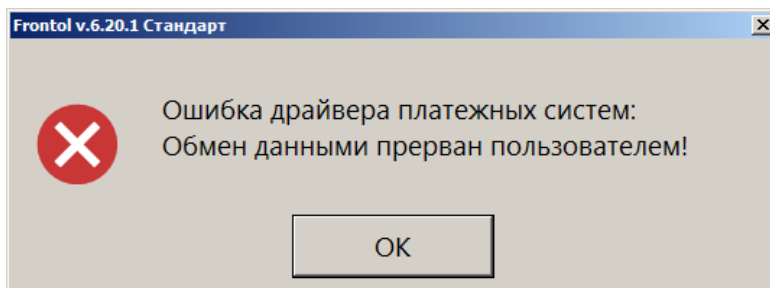 Frontol v.6.20.1 Стандарт
Ошибка драйвера платежных систем:
Обмен данными прерван пользователем!
OK